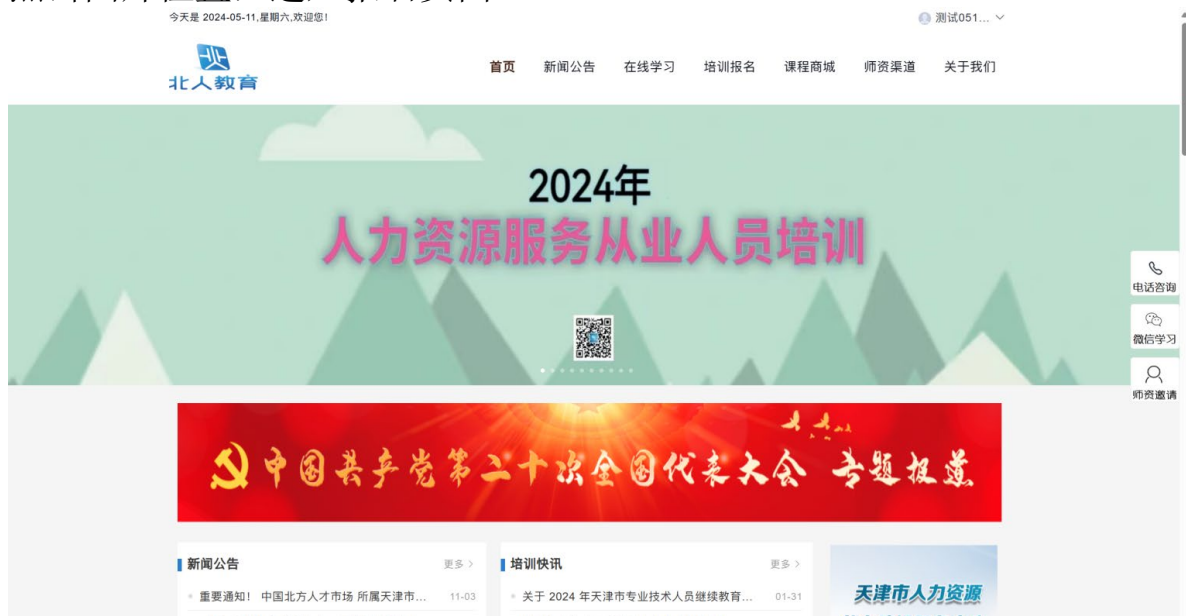 今天是 2024-05-11,星期六,欢迎您!
测试051...
北人教育
首页 新闻公告 在线学习 培训报名 课程商城 师资渠道 关于我们
2024年
人力资源服务从业人员培训
电话咨询
微信学习
师资邀请
中国共产党第二十次全国代表大会 专题报道
新闻公告 更多 >
培训快讯 更多 >
重要通知! 中国北方人才市场 所属天津市... 11-03
关于 2024 年天津市专业技术人员继续教育... 01-31
天津市人力资源